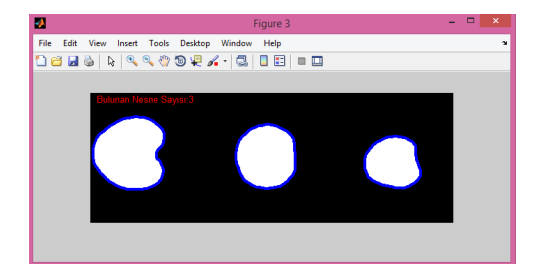 Figure 3
File Edit View Insert Tools Desktop Window Help
Bulunan Nesne Sayısı:3